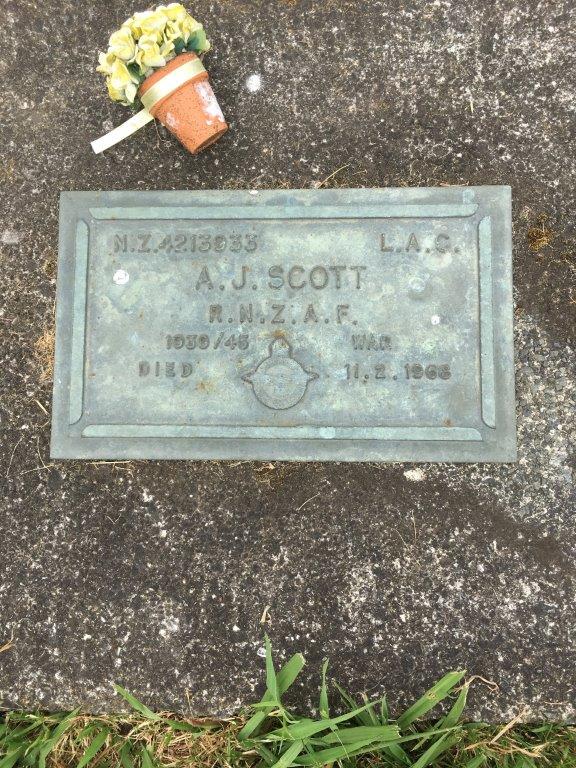 N.Z.4213933 L.A.C.
A.J. SCOTT
R.N.Z.A.F.
1939/45 WAR
DIED 11.2.1966